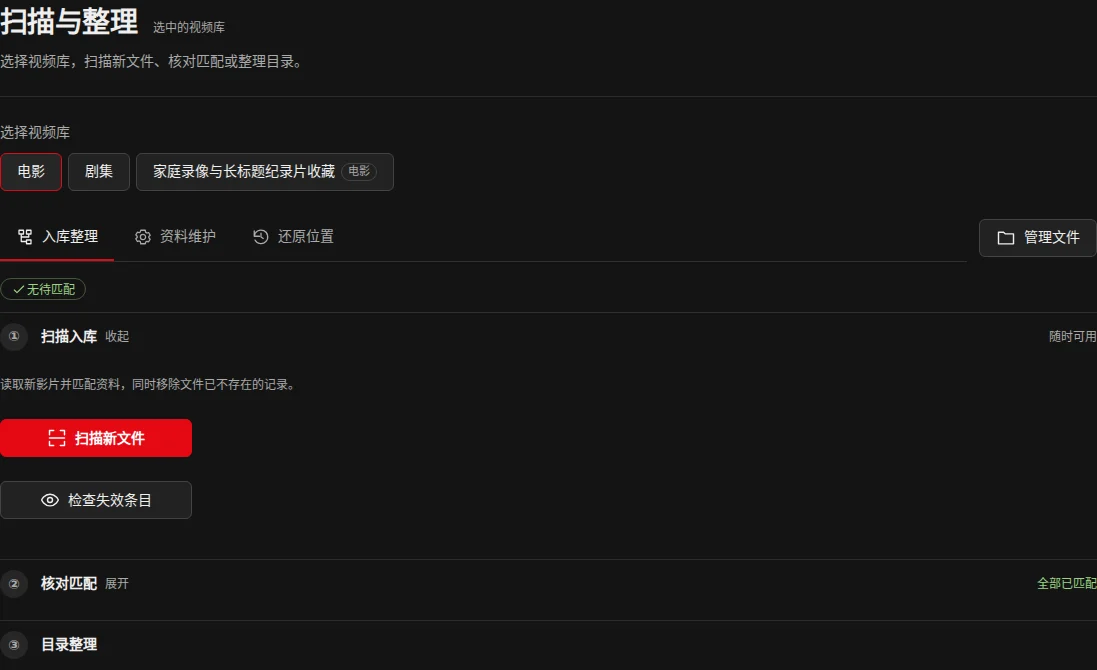 扫描与整理 选中的视频库
选择视频库，扫描新文件、核对匹配或整理目录。
选择视频库
电影 剧集 家庭录像与长标题纪录片收藏 电影
入库整理 资料维护 还原位置 管理文件
无待匹配
① 扫描入库 收起 随时可用
读取新影片并匹配资料，同时移除文件已不存在的记录。
扫描新文件
检查失效条目
② 核对匹配 展开 全部已匹配
③ 目录整理